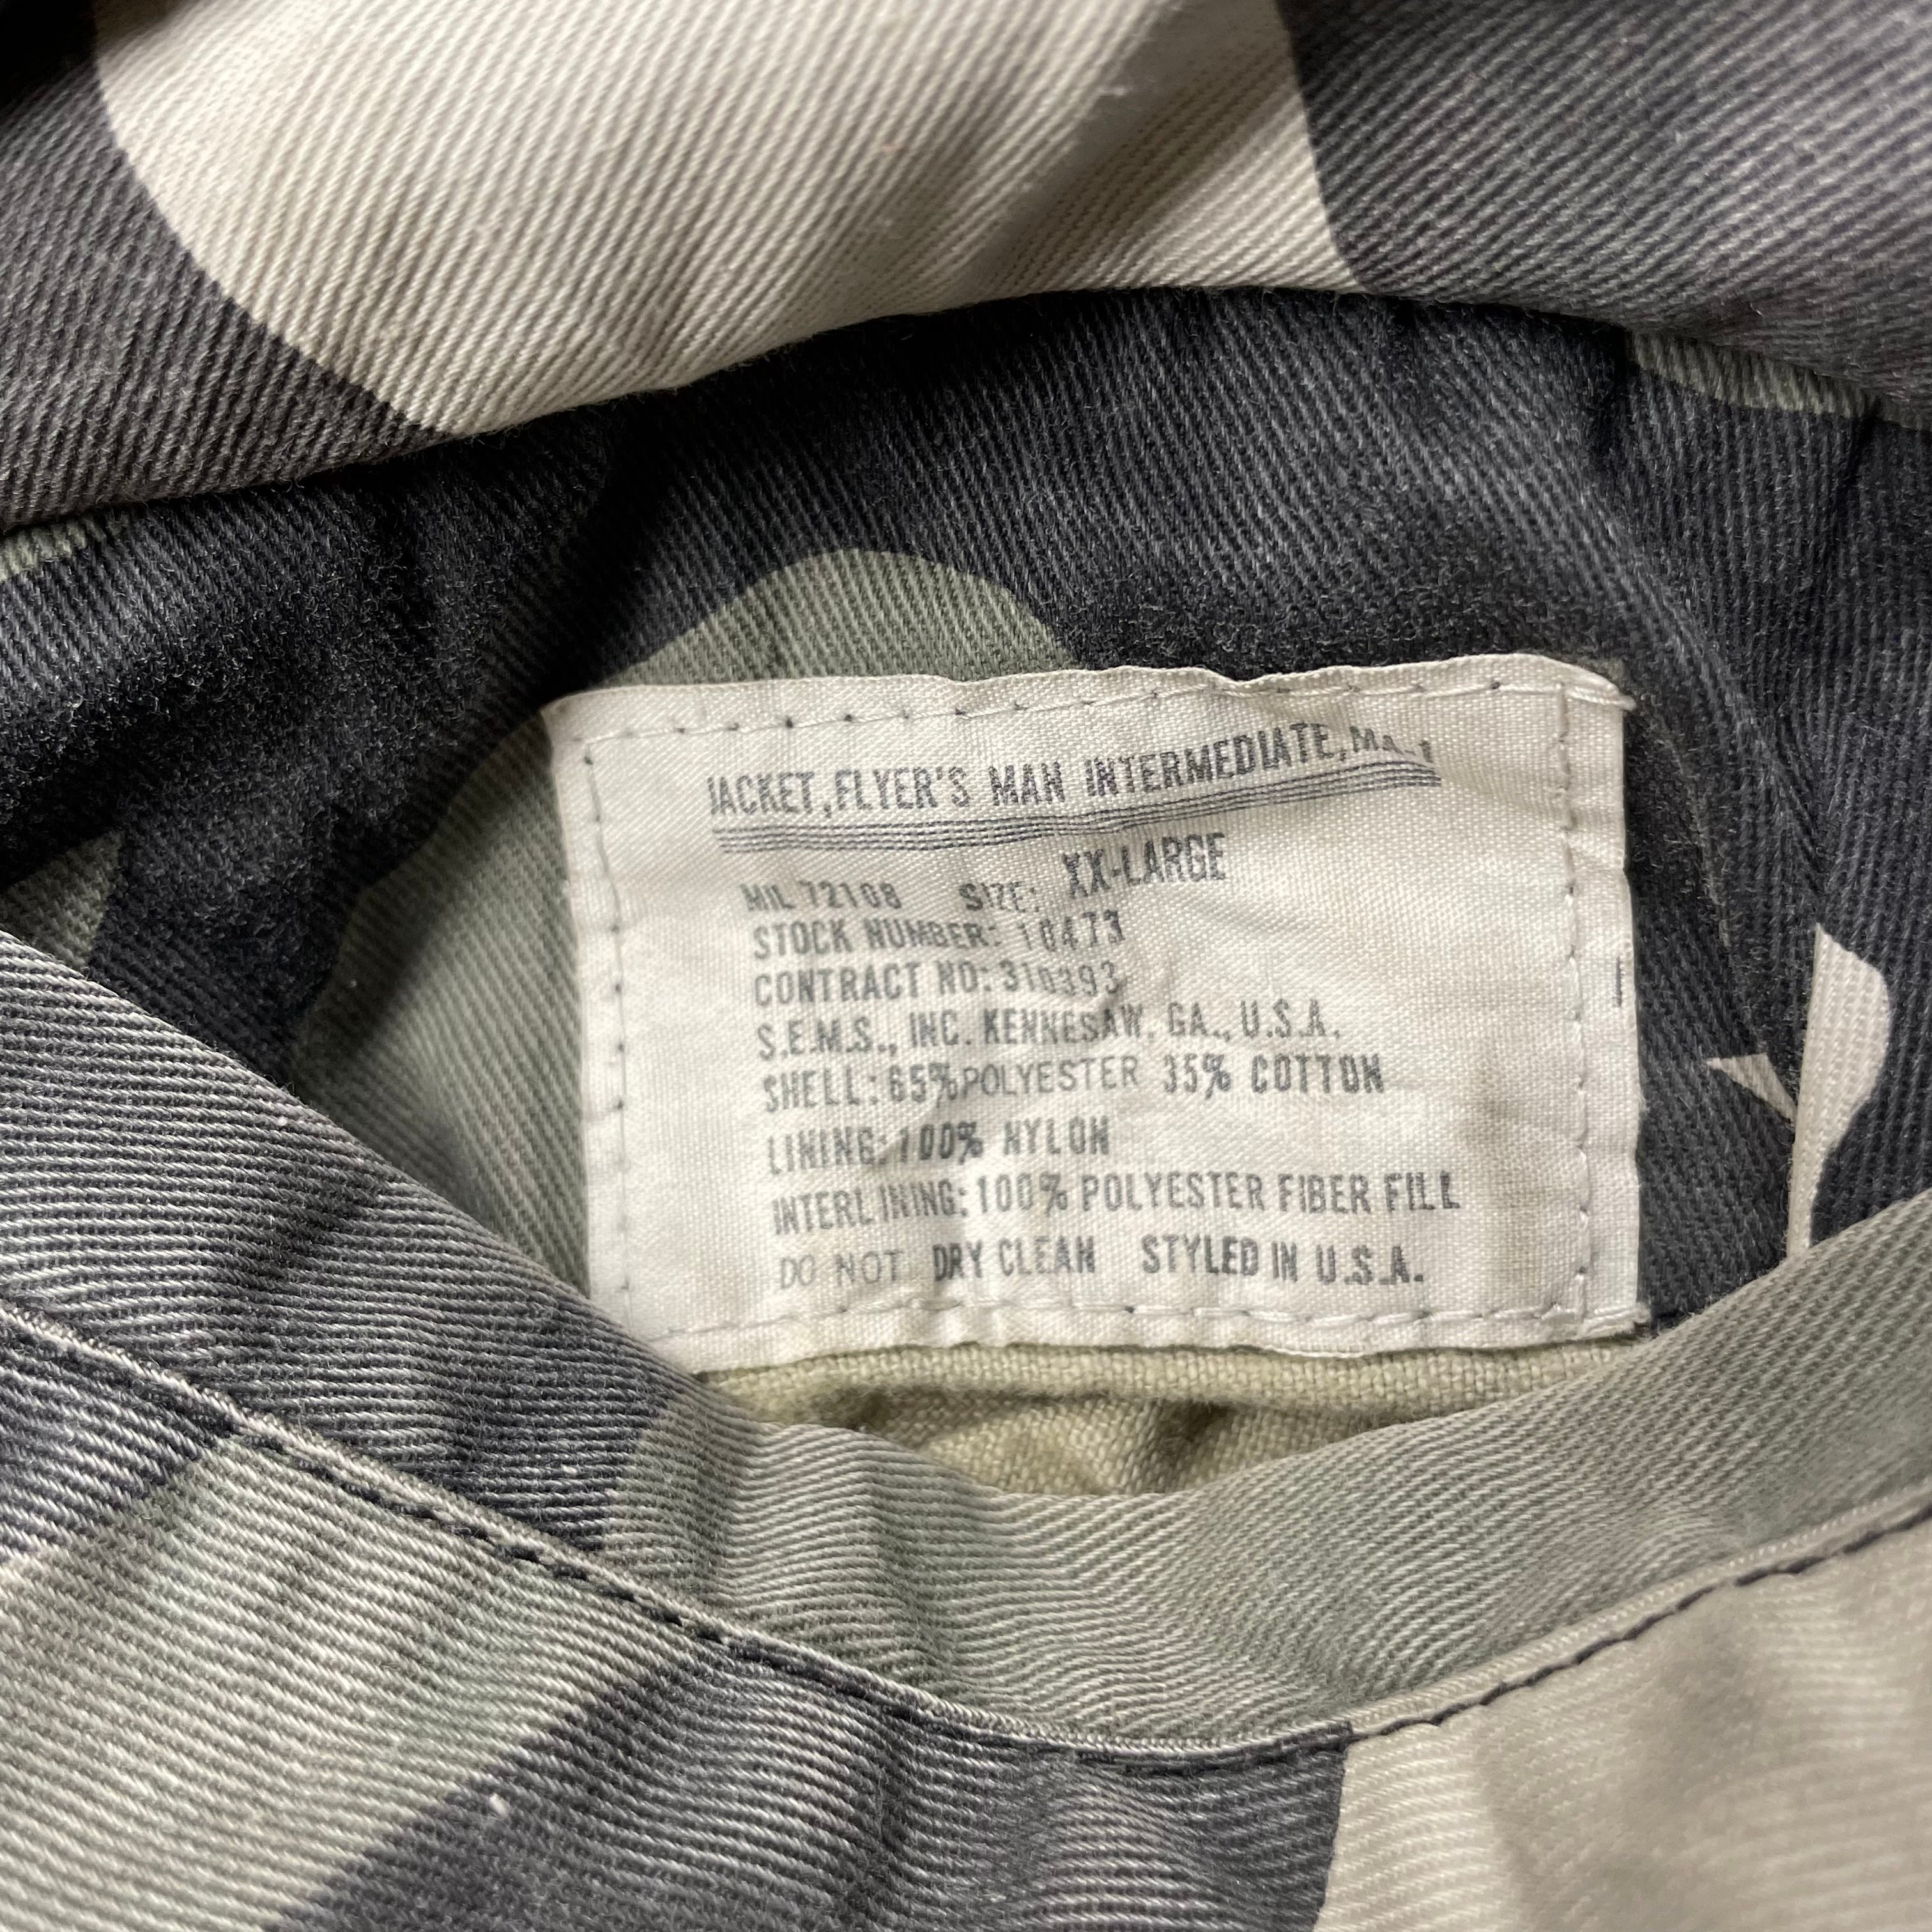 JACKET, FLYER'S MAN INTERMEDIATE, MA-1
MIL 72108 SIZE: XX-LARGE
STOCK NUMBER: 10473
CONTRACT NO: 310393
S.E.M.S., INC. KENNESAW, GA., U.S.A.
SHELL: 65% POLYESTER 35% COTTON
LINING: 100% NYLON
INTERLINING: 100% POLYESTER FIBER FILL
DO NOT DRY CLEAN STYLED IN U.S.A.